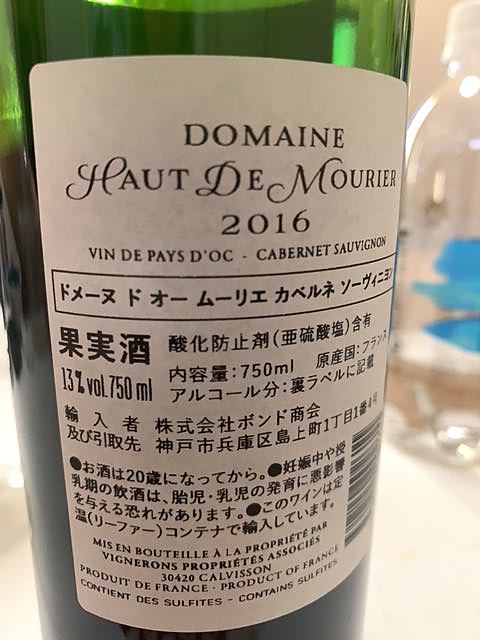 DOMAINE
HAUT DE MOURIER
2016
VIN DE PAYS D'OC - CABERNET SAUVIGNON
ドメーヌ ド オー ムーリエ カベルネ ソーヴィニヨン
果実酒 酸化防止剤(亜硫酸塩)含有
内容量:750ml 原産国:フランス
13%vol.750ml アルコール分:裏ラベルに記載
輸入者 株式会社ボンド商会
及び引取先 神戸市兵庫区島上町1丁目1番4号
●お酒は20歳になってから。●妊娠中や授
乳期の飲酒は、胎児・乳児の発育に悪影響
を与える恐れがあります。●このワインは定
温(リーファー)コンテナで輸入しています。
MIS EN BOUTEILLE À LA PROPRIÉTÉ PAR
VIGNERONS PROPRIÉTÉS ASSOCIÉS
30420 CALVISSON
PRODUIT DE FRANCE - PRODUCT OF FRANCE
CONTIENT DES SULFITES - CONTAINS SULFITES